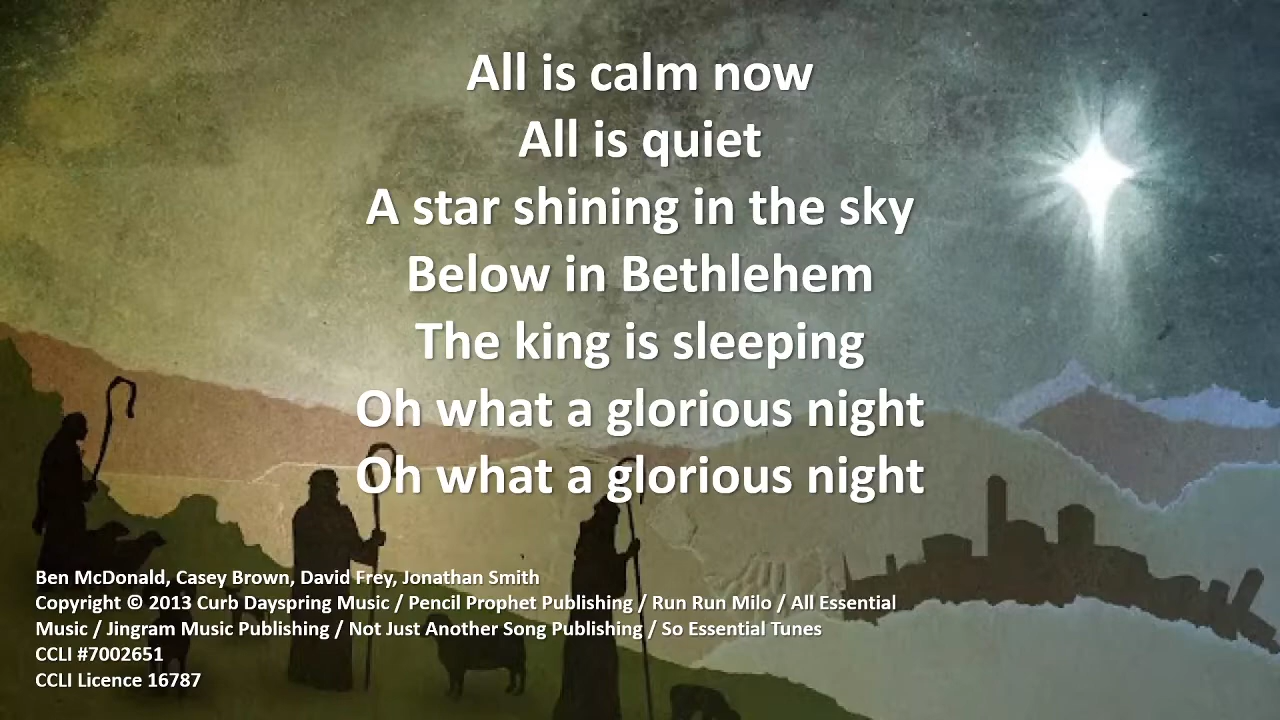 All is calm now
All is quiet
A star shining in the sky
Below in Bethlehem
The king is sleeping
Oh what a glorious night
Oh what a glorious night
Ben McDonald, Casey Brown, David Frey, Jonathan Smith
Copyright © 2013 Curb Dayspring Music / Pencil Prophet Publishing / Run Run Milo / All Essential
Music / Jingram Music Publishing / Not Just Another Song Publishing / So Essential Tunes
CCLI #7002651
CCLI Licence 16787